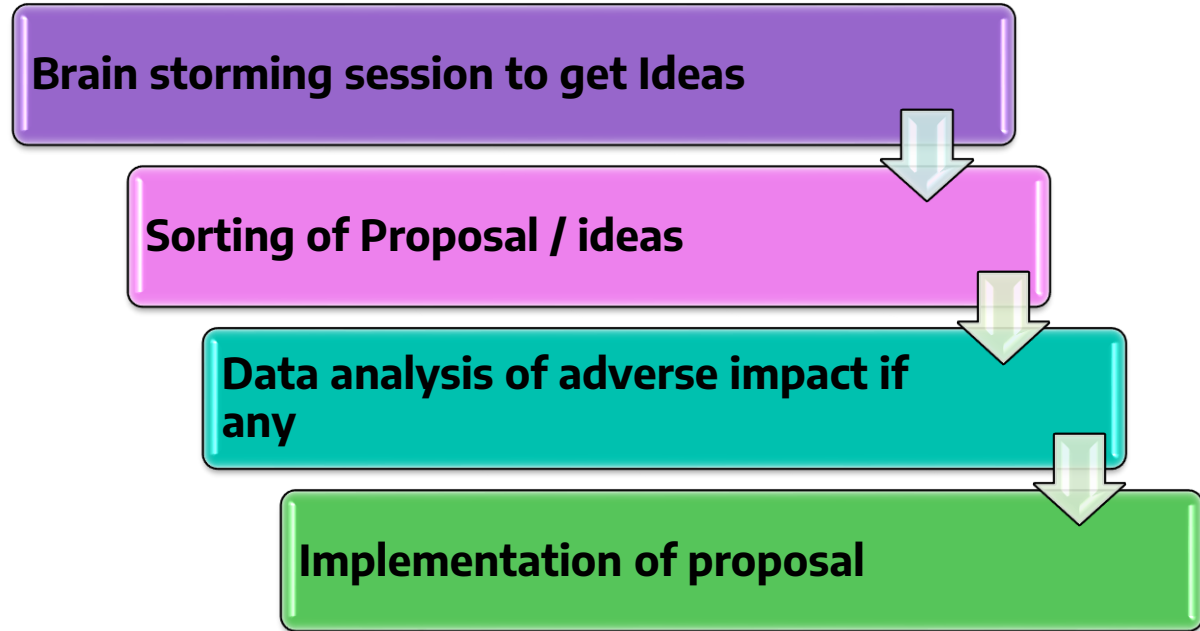 Brain storming session to get Ideas
Sorting of Proposal / ideas
Data analysis of adverse impact if
any
Implementation of proposal